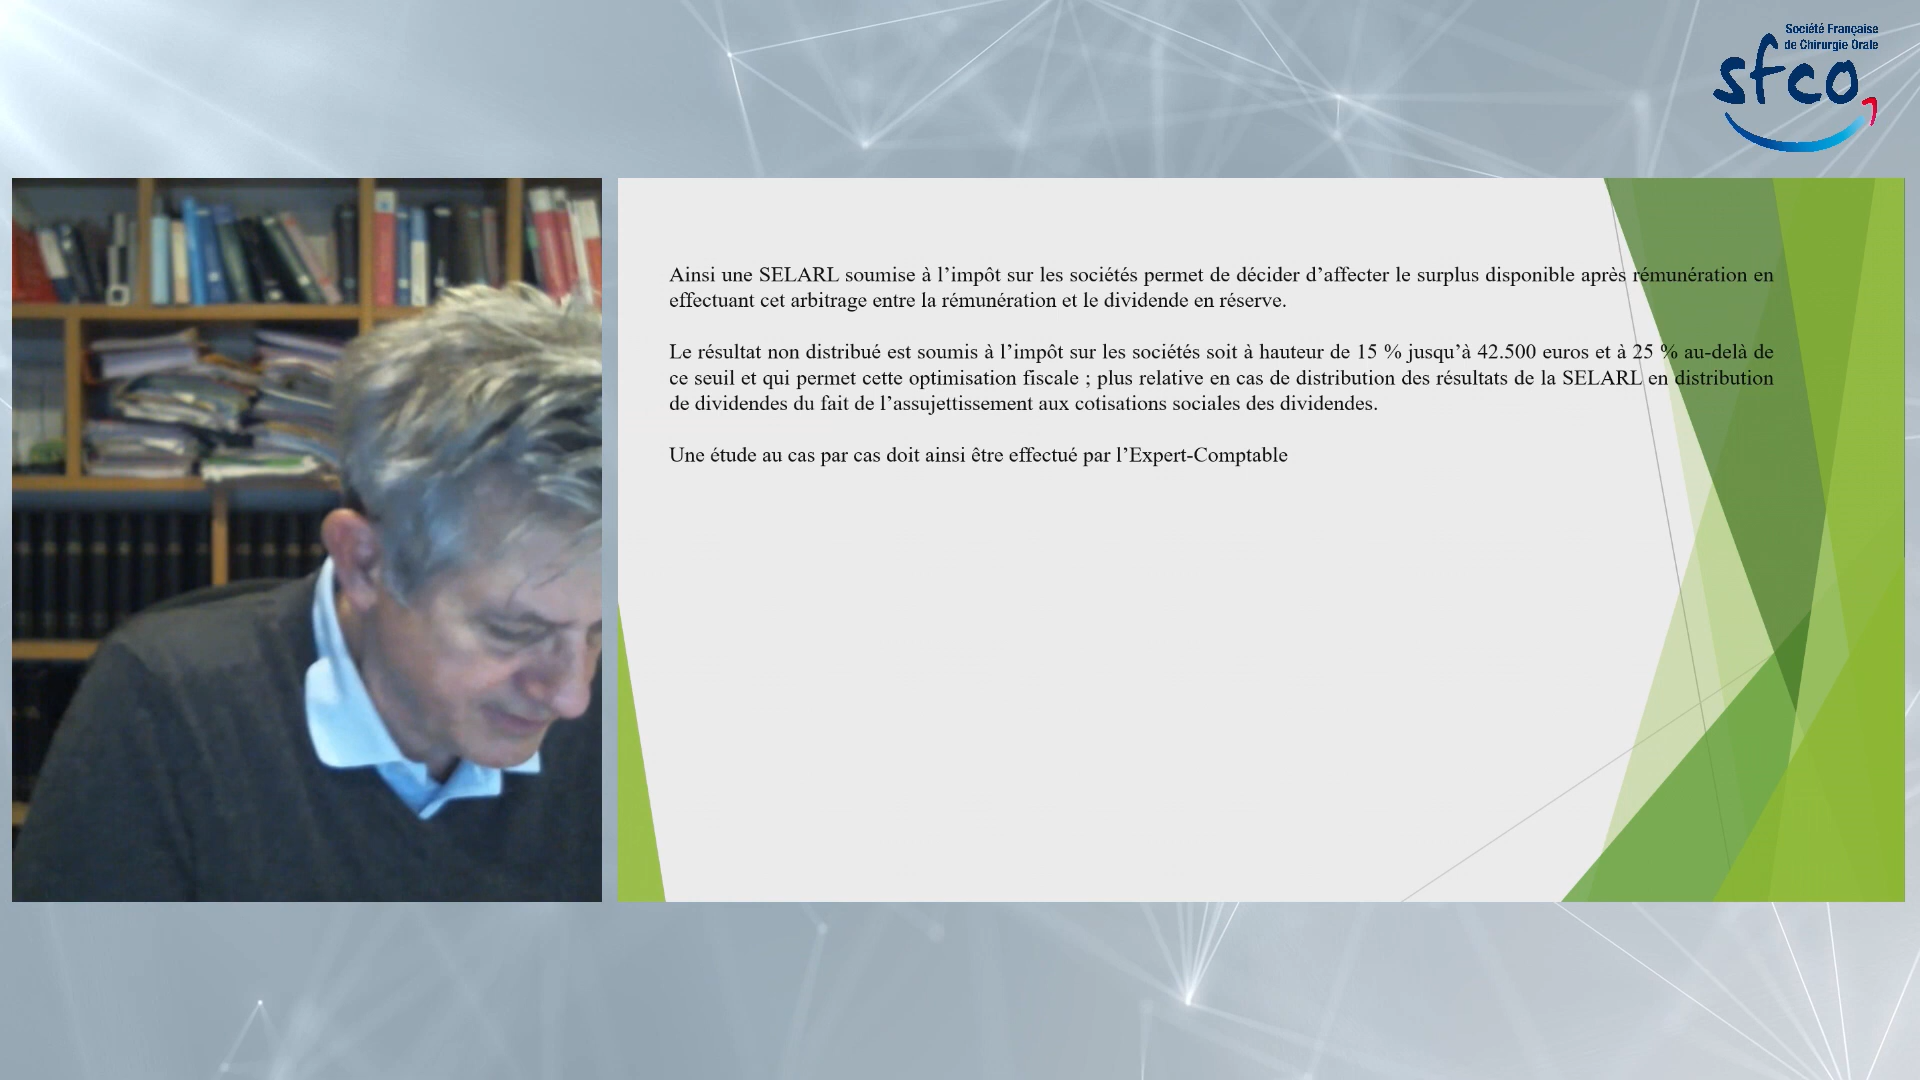 Société Française
de Chirurgie Orale
sfco
Ainsi une SELARL soumise à l’impôt sur les sociétés permet de décider d’affecter le surplus disponible après rémunération en
effectuant cet arbitrage entre la rémunération et le dividende en réserve.
Le résultat non distribué est soumis à l’impôt sur les sociétés soit à hauteur de 15 % jusqu’à 42.500 euros et à 25 % au-delà de
ce seuil et qui permet cette optimisation fiscale ; plus relative en cas de distribution des résultats de la SELARL en distribution
de dividendes du fait de l’assujettissement aux cotisations sociales des dividendes.
Une étude au cas par cas doit ainsi être effectué par l’Expert-Comptable